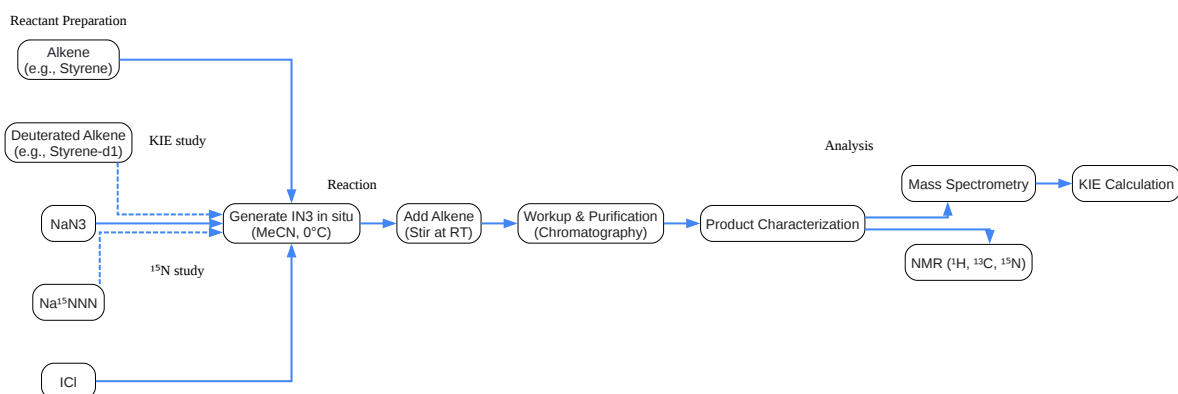 Reactant Preparation
Alkene
(e.g., Styrene)
Deuterated Alkene
(e.g., Styrene-d1)
KIE study
NaN3
Na¹⁵NNN
¹⁵N study
ICl
Reaction
Generate IN3 in situ
(MeCN, 0°C)
Add Alkene
(Stir at RT)
Workup & Purification
(Chromatography)
Product Characterization
Analysis
Mass Spectrometry
KIE Calculation
NMR (¹H, ¹³C, ¹⁵N)